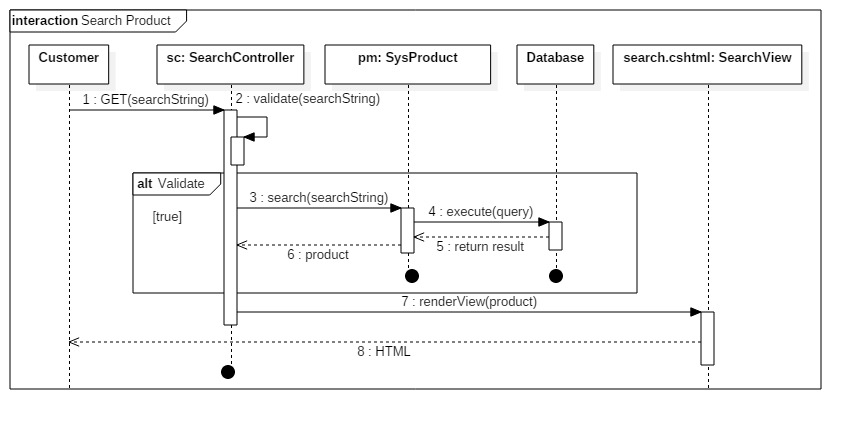 interaction Search Product
Customer
sc: SearchController
pm: SysProduct
Database
search.cshtml: SearchView
1 : GET(searchString)
2 : validate(searchString)
alt Validate
[true]
3 : search(searchString)
4 : execute(query)
5 : return result
6 : product
7 : renderView(product)
8 : HTML